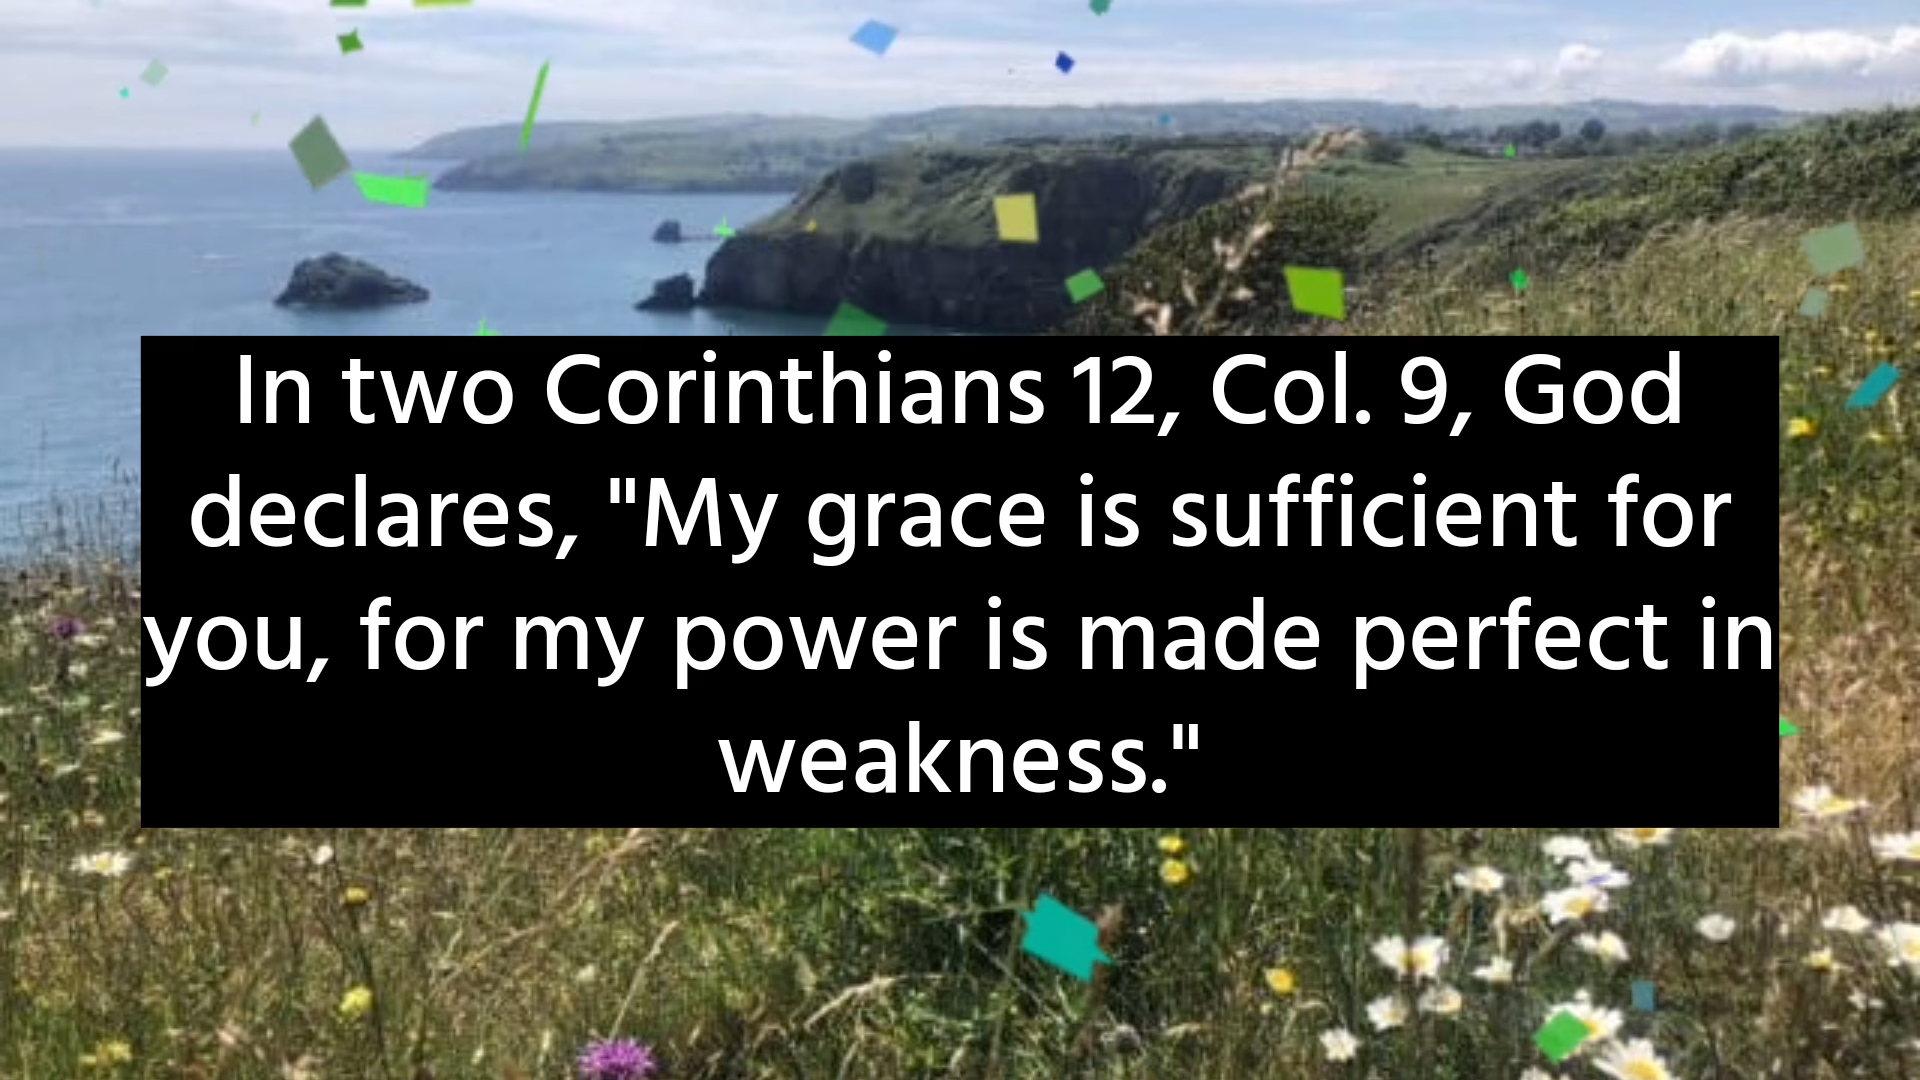 In two Corinthians 12, Col. 9, God
declares, "My grace is sufficient for
you, for my power is made perfect in
weakness."